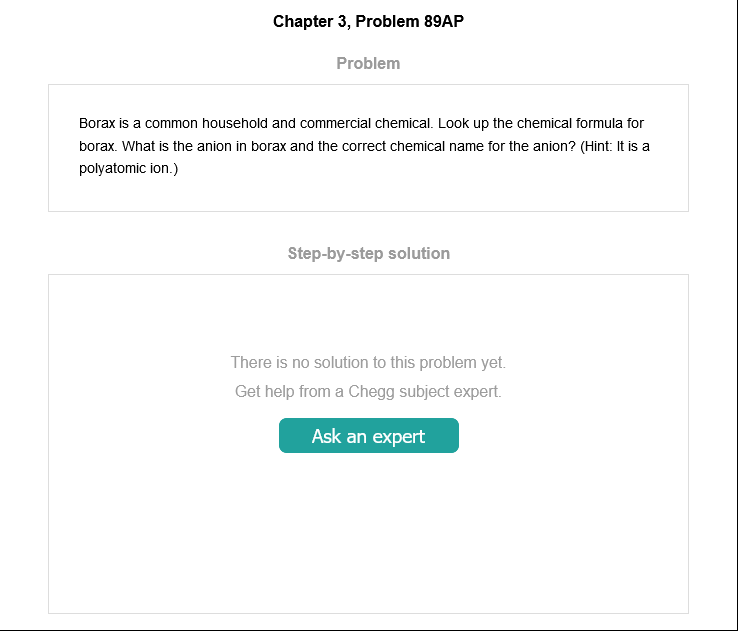 Chapter 3, Problem 89AP
Problem
Borax is a common household and commercial chemical. Look up the chemical formula for
borax. What is the anion in borax and the correct chemical name for the anion? (Hint: It is a
polyatomic ion.)
Step-by-step solution
There is no solution to this problem yet.
Get help from a Chegg subject expert.
Ask an expert